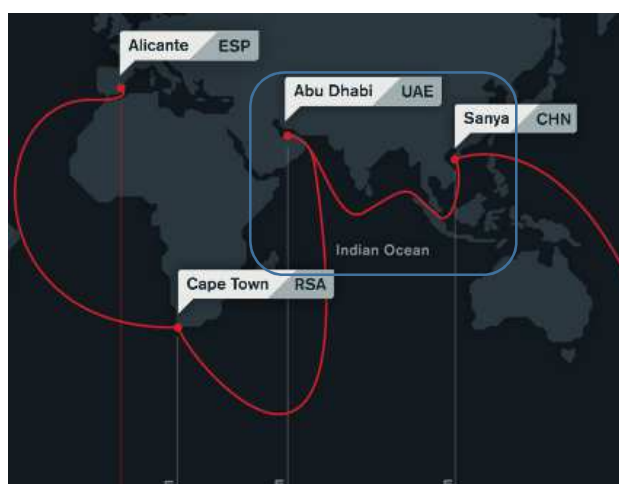 Alicante ESP
Abu Dhabi UAE
Sanya CHN
Indian Ocean
Cape Town RSA